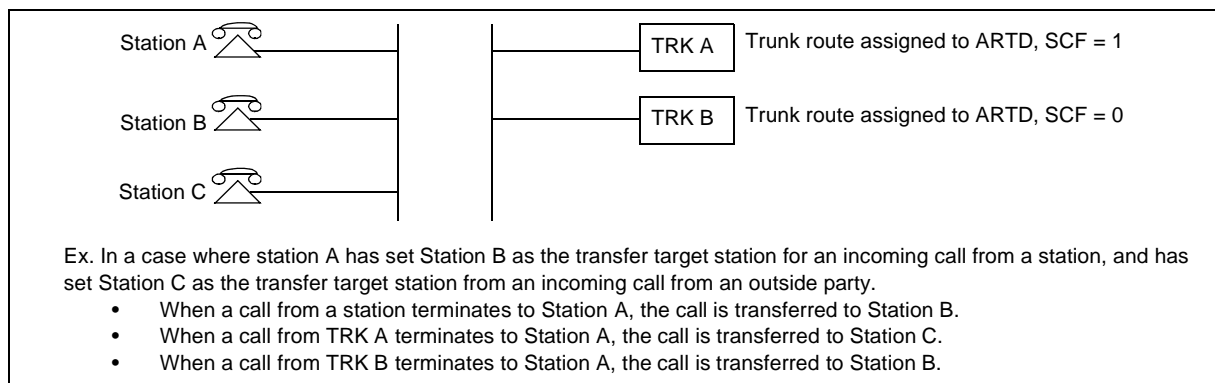 Station A
TRK A
Trunk route assigned to ARTD, SCF = 1
Station B
TRK B
Trunk route assigned to ARTD, SCF = 0
Station C
Ex. In a case where station A has set Station B as the transfer target station for an incoming call from a station, and has
set Station C as the transfer target station from an incoming call from an outside party.
• When a call from a station terminates to Station A, the call is transferred to Station B.
• When a call from TRK A terminates to Station A, the call is transferred to Station C.
• When a call from TRK B terminates to Station A, the call is transferred to Station B.